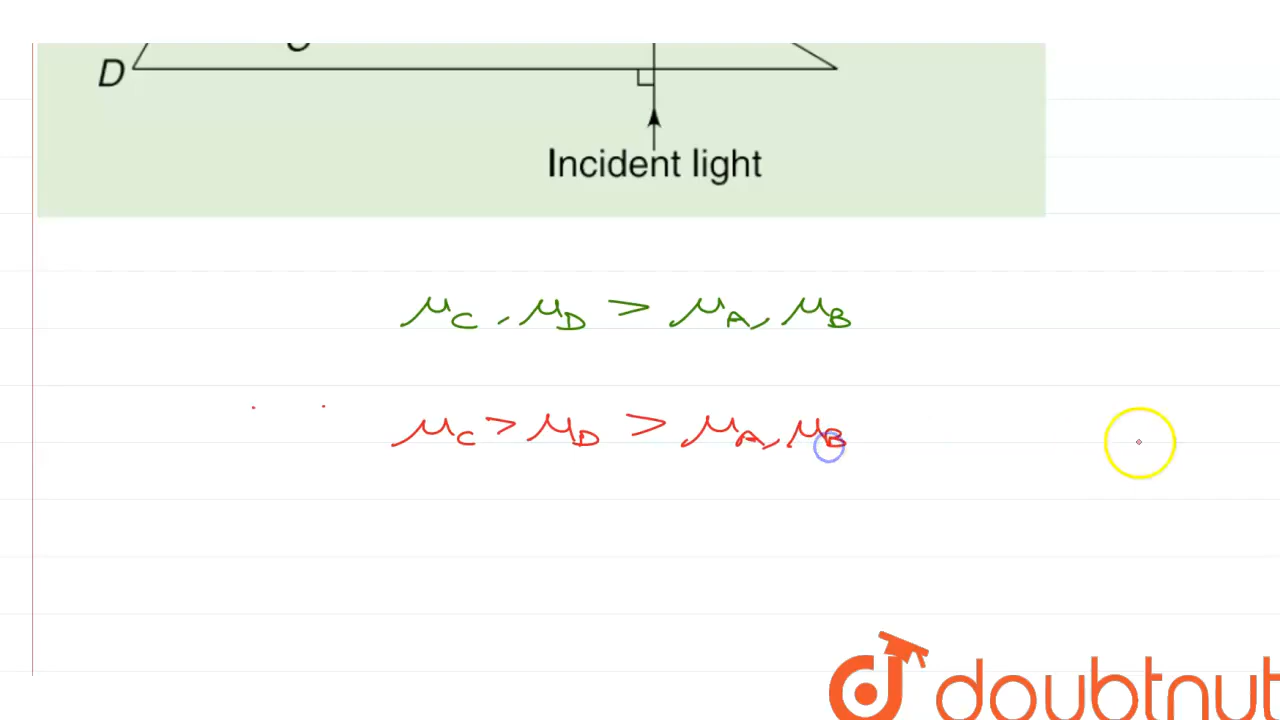 D
Incident light
μC, μD > μA, μB
μC > μD > μA, μB
doubtnut